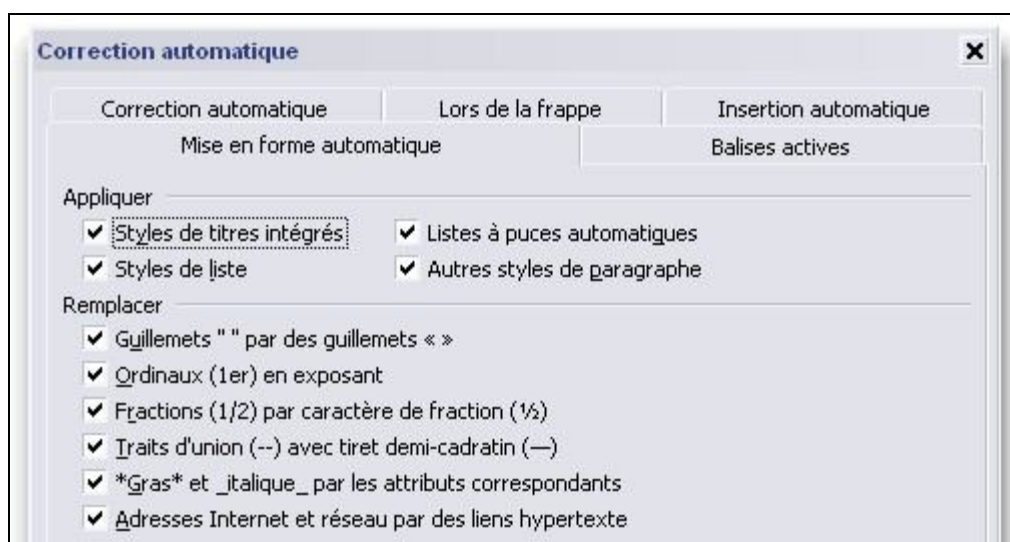 Correction automatique
Correction automatique Lors de la frappe Insertion automatique
Mise en forme automatique Balises actives
Appliquer
Styles de titres intégrés Listes à puces automatiques
Styles de liste Autres styles de paragraphe
Remplacer
Guillemets " " par des guillemets « »
Ordinaux (1er) en exposant
Fractions (1/2) par caractère de fraction (½)
Traits d'union (--) avec tiret demi-cadratin (—)
*Gras* et _italique_ par les attributs correspondants
Adresses Internet et réseau par des liens hypertexte